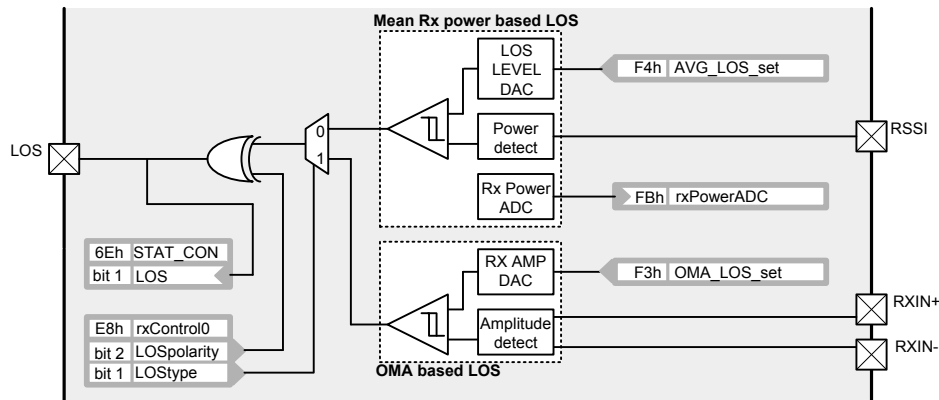 Mean Rx power based LOS
LOS
LEVEL
DAC
F4h AVG_LOS_set
0
1
Power
detect
RSSI
LOS
Rx Power
ADC
FBh rxPowerADC
6Eh STAT_CON
bit 1 LOS
RX AMP
DAC
F3h OMA_LOS_set
RXIN+
E8h rxControl0
bit 2 LOSpolarity
bit 1 LOStype
Amplitude
detect
RXIN-
OMA based LOS